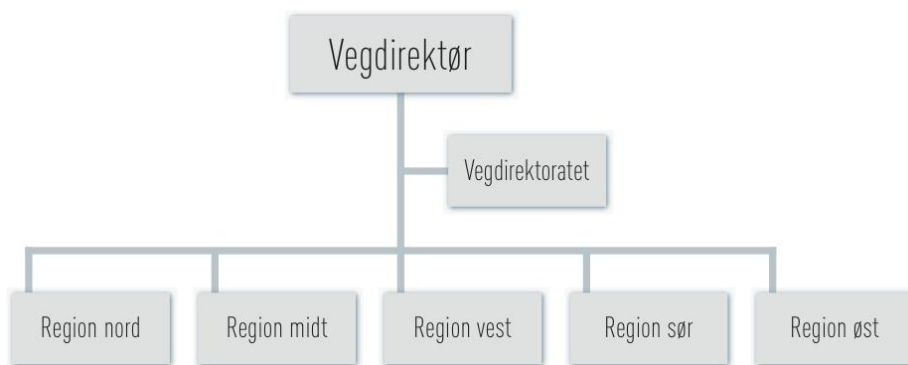 Vegdirektør
Vegdirektoratet
Region nord
Region midt
Region vest
Region sør
Region øst